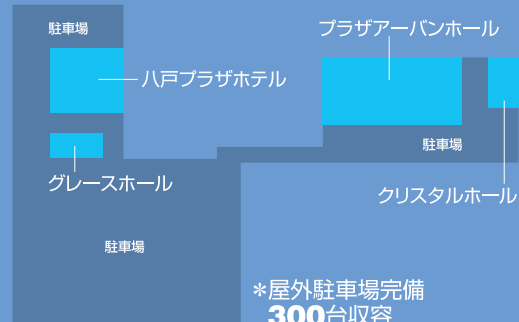 駐車場
プラザアーバンホール
八戸プラザホテル
駐車場
グレースホール
クリスタルホール
駐車場
*屋外駐車場完備
300台収容